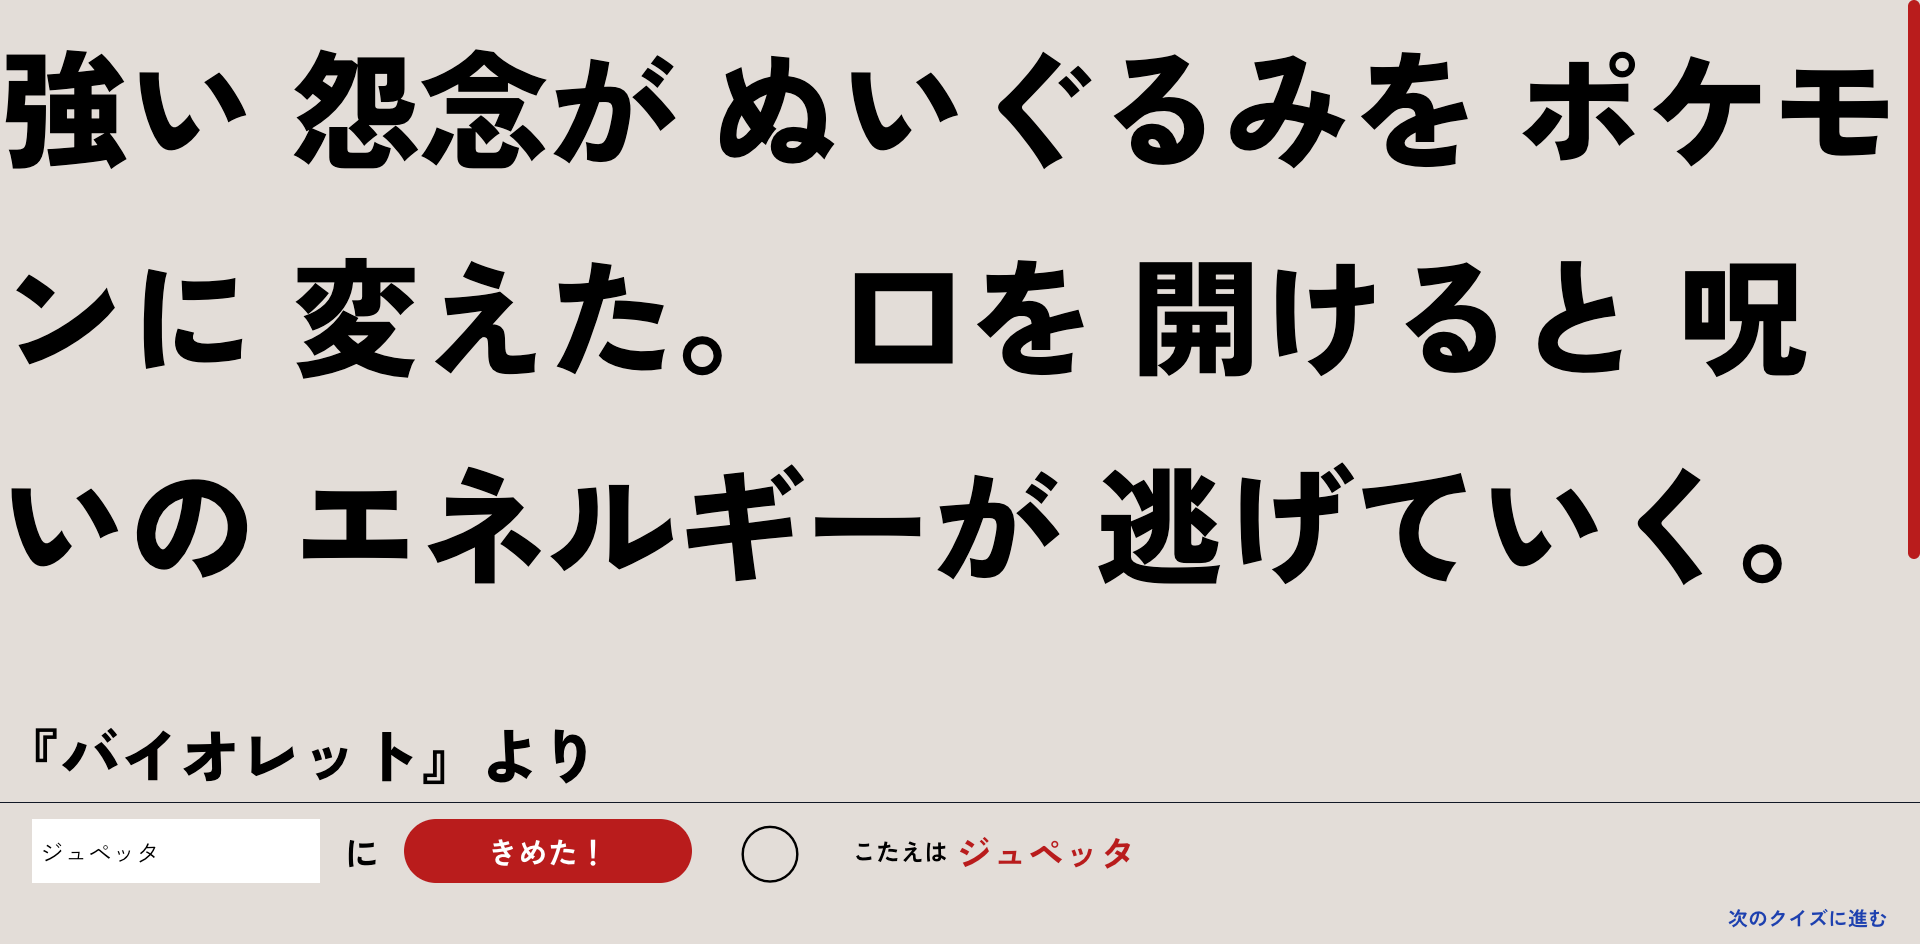 強い 怨念が ぬいぐるみを ポケモ
ンに 変えた。 口を 開けると 呪
いの エネルギーが 逃げていく。
『バイオレット』より
ジュペッタ に きめた！ ◯ こたえは ジュペッタ
次のクイズに進む